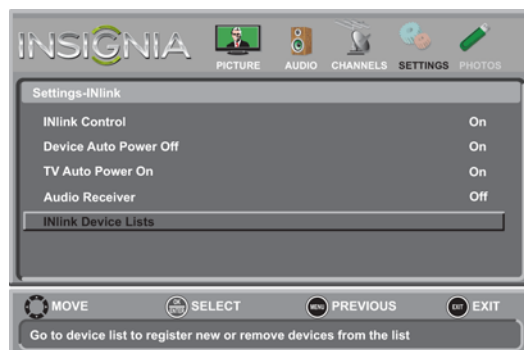 INSIGNIA
PICTURE AUDIO CHANNELS SETTINGS PHOTOS
Settings-INlink
INlink Control On
Device Auto Power Off On
TV Auto Power On On
Audio Receiver Off
INlink Device Lists
MOVE OK ENTER SELECT MENU PREVIOUS EXIT EXIT
Go to device list to register new or remove devices from the list